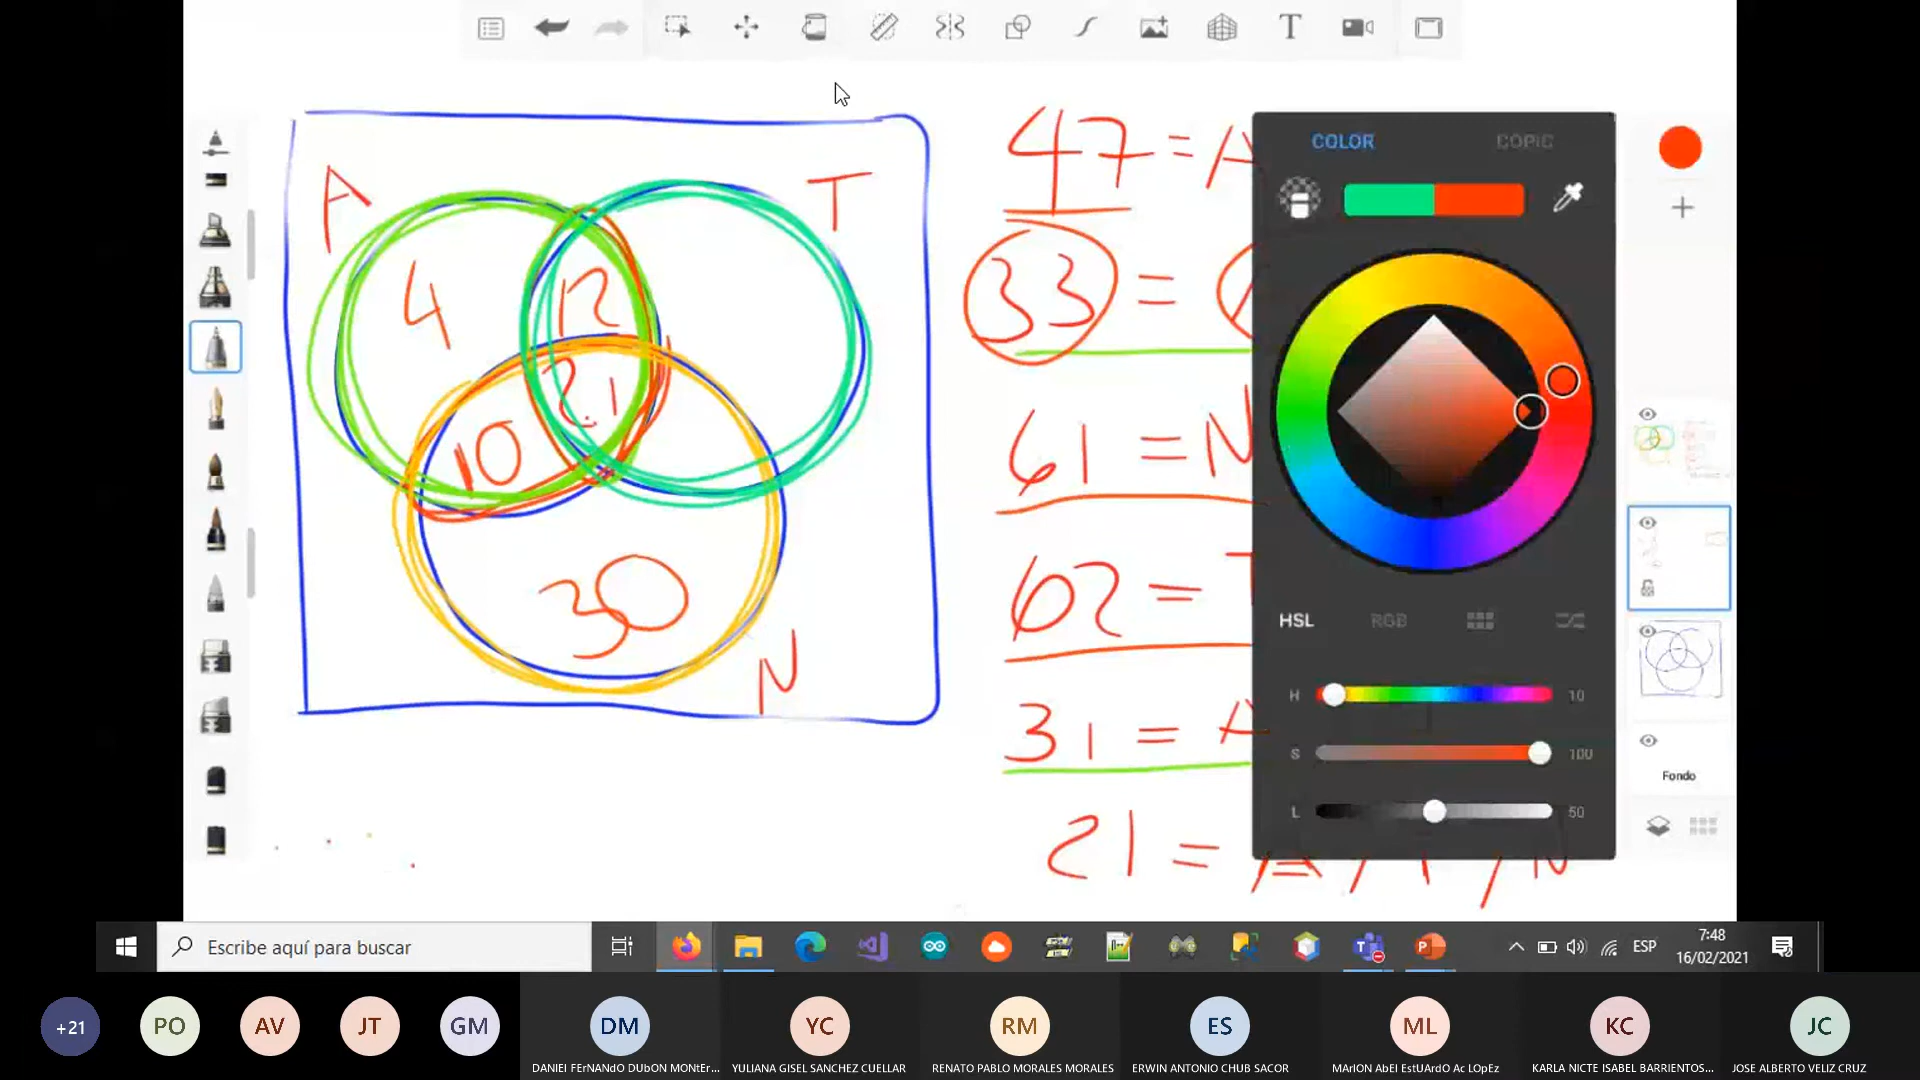 COLOR COPIC
47 = A
A T
33 =
4 12
2.1
10
61 = N
30
62 = T
HSL RGB
N
H 10
31 = A
S 100
Fondo
L 50
21 = A, T, N
Escribe aquí para buscar
ESP
7:48
16/02/2021
+21 PO AV JT GM DM YC RM ES ML KC JC
DANIEL FErNANdO DUbON MONtEr... YULIANA GISEL SANCHEZ CUELLAR RENATO PABLO MORALES MORALES ERWIN ANTONIO CHUB SACOR MArION AbEl EstUArdO Ac LOpEz KARLA NICTE ISABEL BARRIENTOS... JOSE ALBERTO VELIZ CRUZ